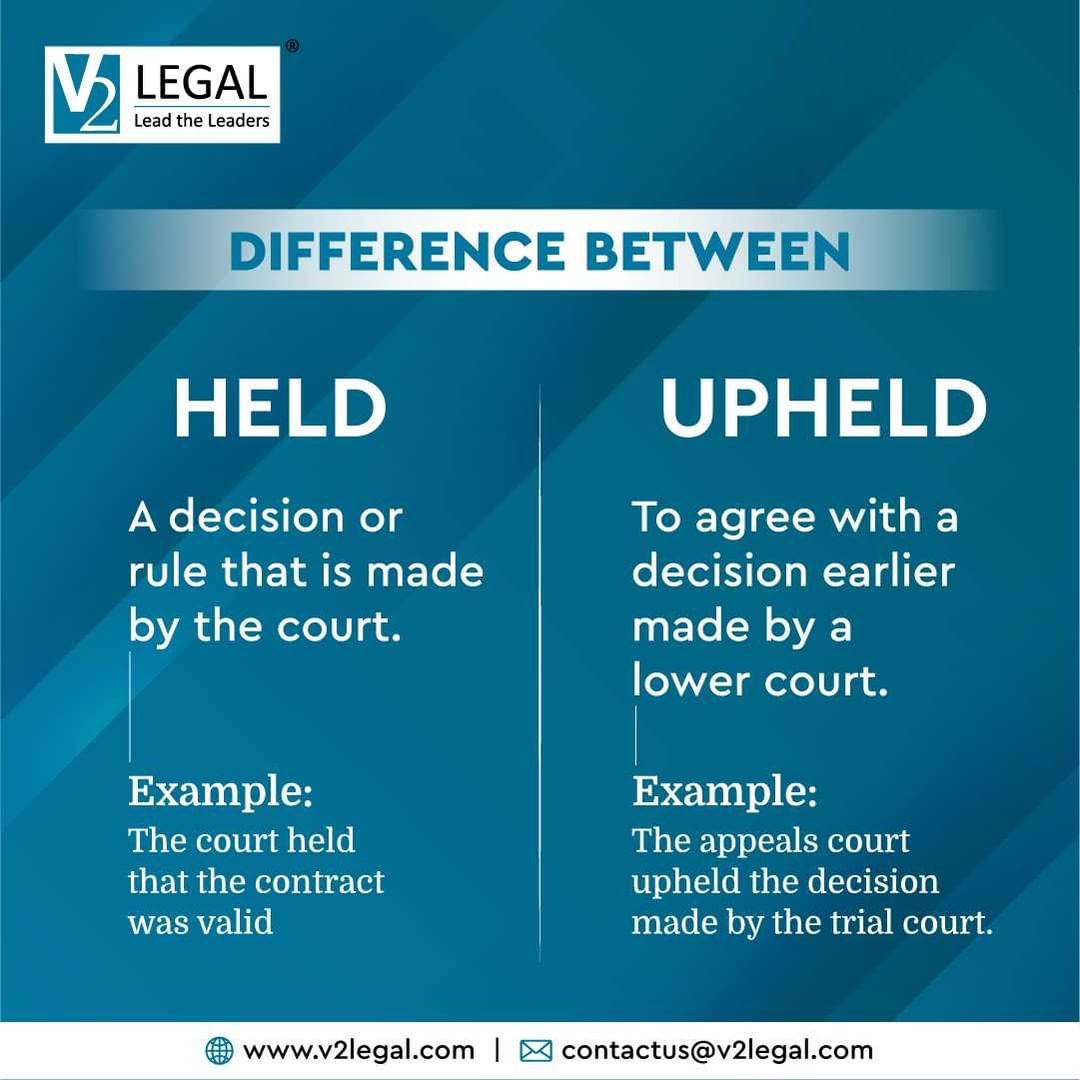 V2 LEGAL ®
Lead the Leaders
DIFFERENCE BETWEEN
HELD
A decision or
rule that is made
by the court.
Example:
The court held
that the contract
was valid
UPHELD
To agree with a
decision earlier
made by a
lower court.
Example:
The appeals court
upheld the decision
made by the trial court.
www.v2legal.com | contactus@v2legal.com